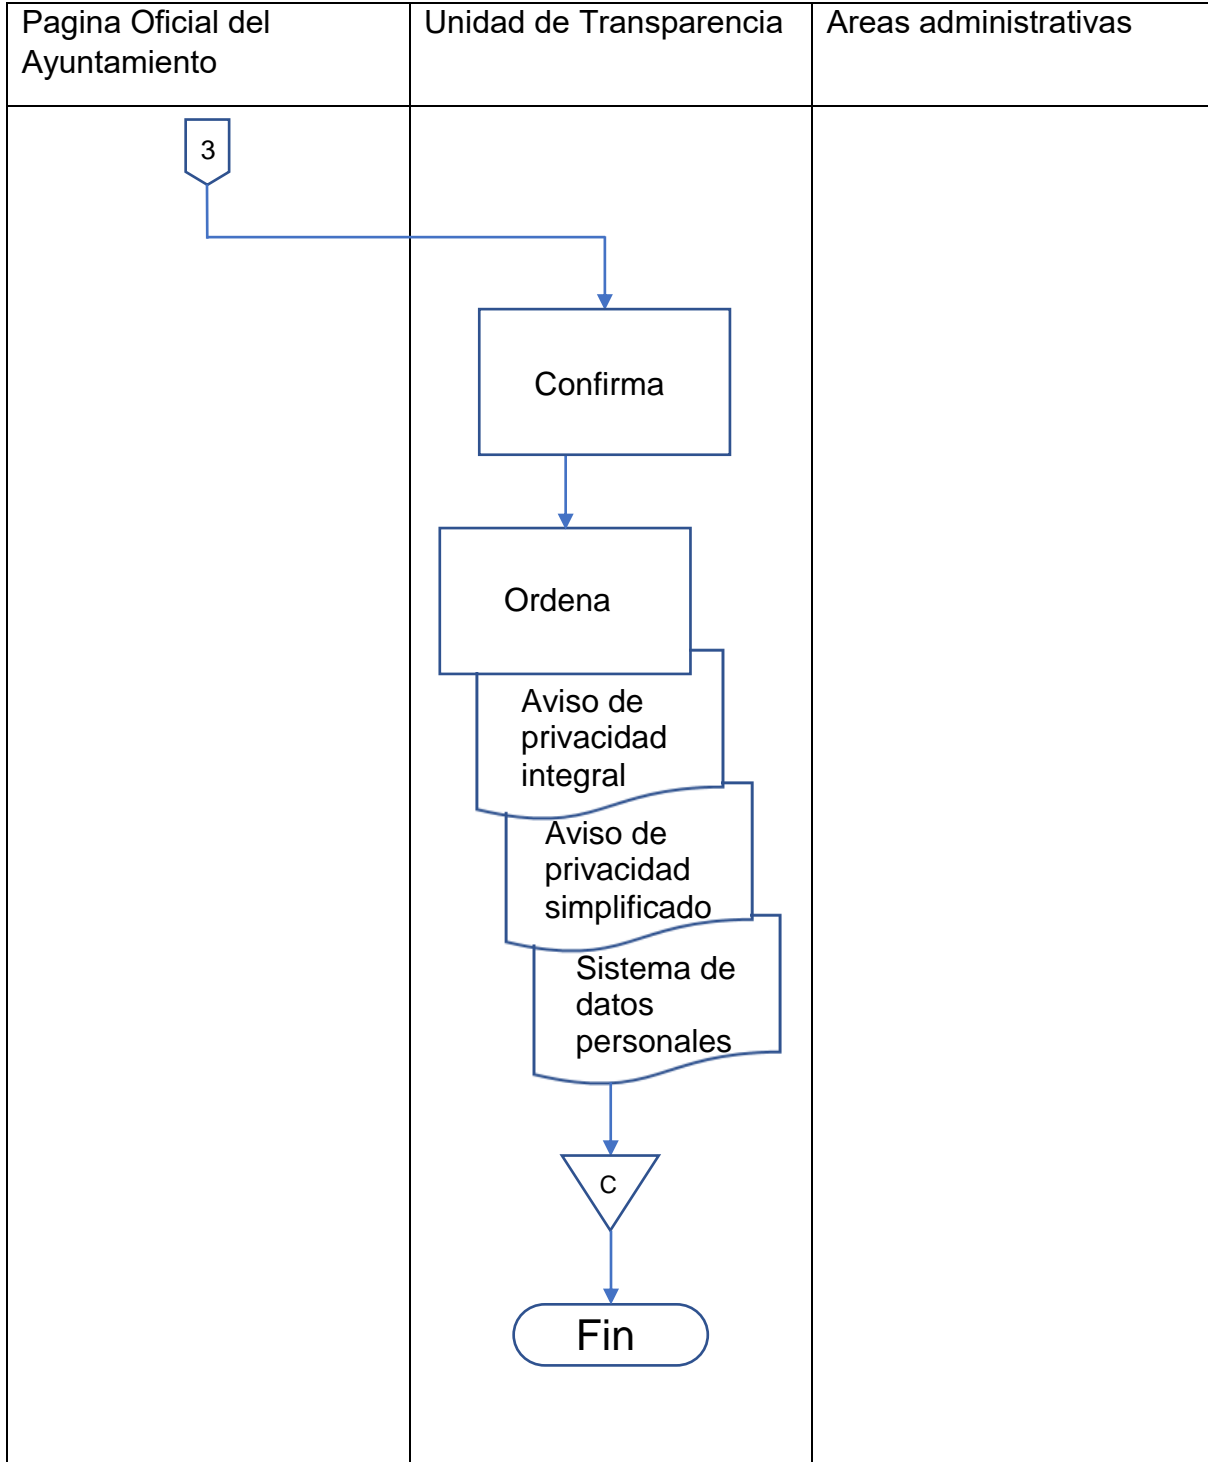 Pagina Oficial del
Ayuntamiento
Unidad de Transparencia
Areas administrativas
3
Confirma
Ordena
Aviso de
privacidad
integral
Aviso de
privacidad
simplificado
Sistema de
datos
personales
C
Fin